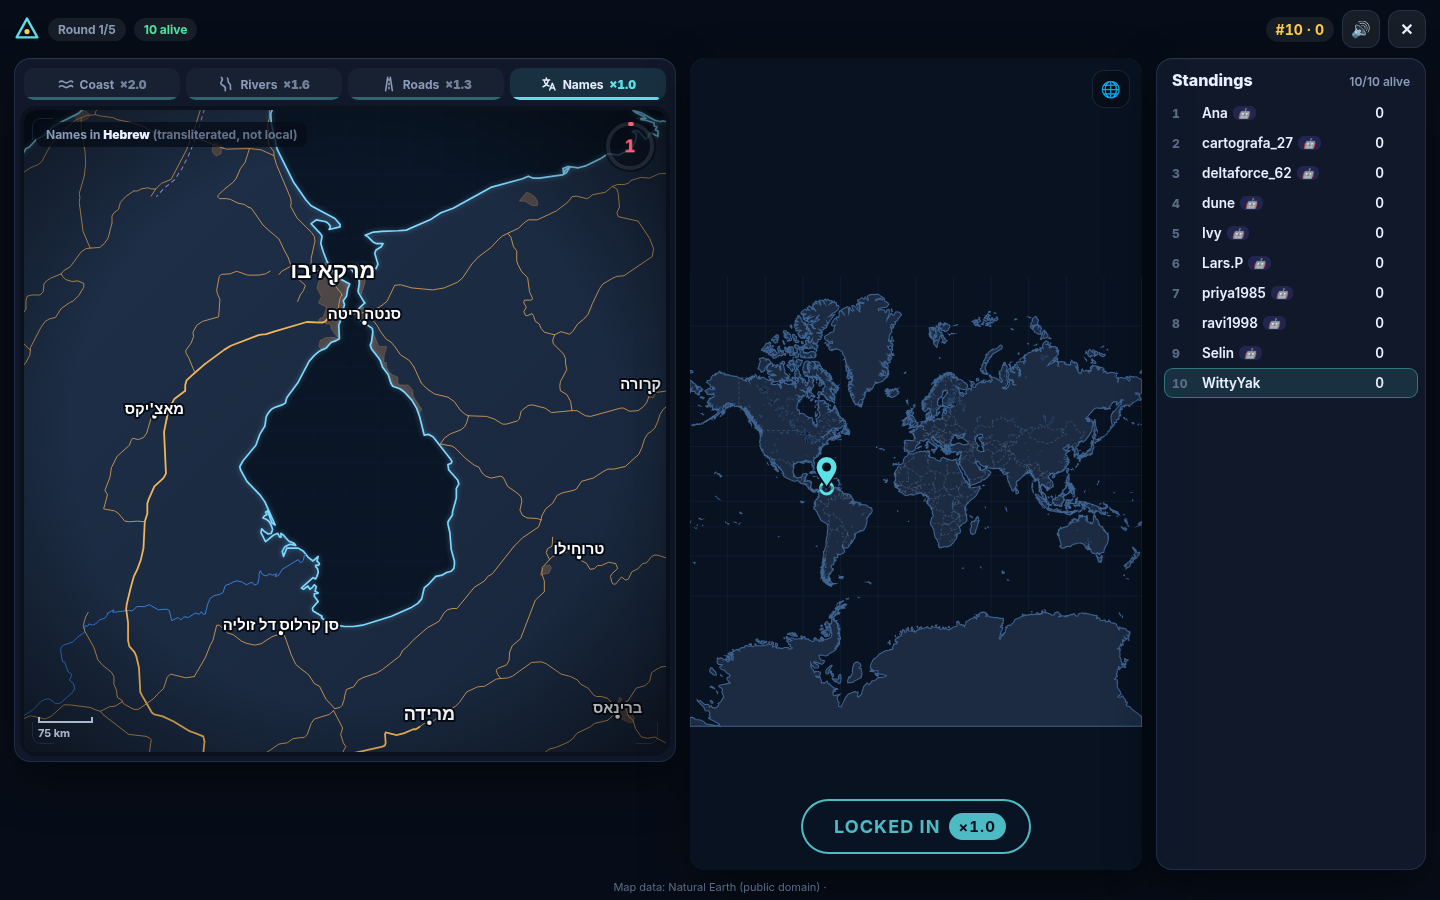 Round 1/5
10 alive
#10 · 0
Coast ×2.0
Rivers ×1.6
Roads ×1.3
Names ×1.0
Names in Hebrew (transliterated, not local)
1
מרקאיבו
סנטה ריטה
קרורה
מאצ'יקס
טרוחילו
סן קרלוס דל זוליה
מרידה
ברינאס
75 km
LOCKED IN ×1.0
Standings 10/10 alive
1 Ana 0
2 cartografa_27 0
3 deltaforce_62 0
4 dune 0
5 Ivy 0
6 Lars.P 0
7 priya1985 0
8 ravi1998 0
9 Selin 0
10 WittyYak 0
Map data: Natural Earth (public domain) ·